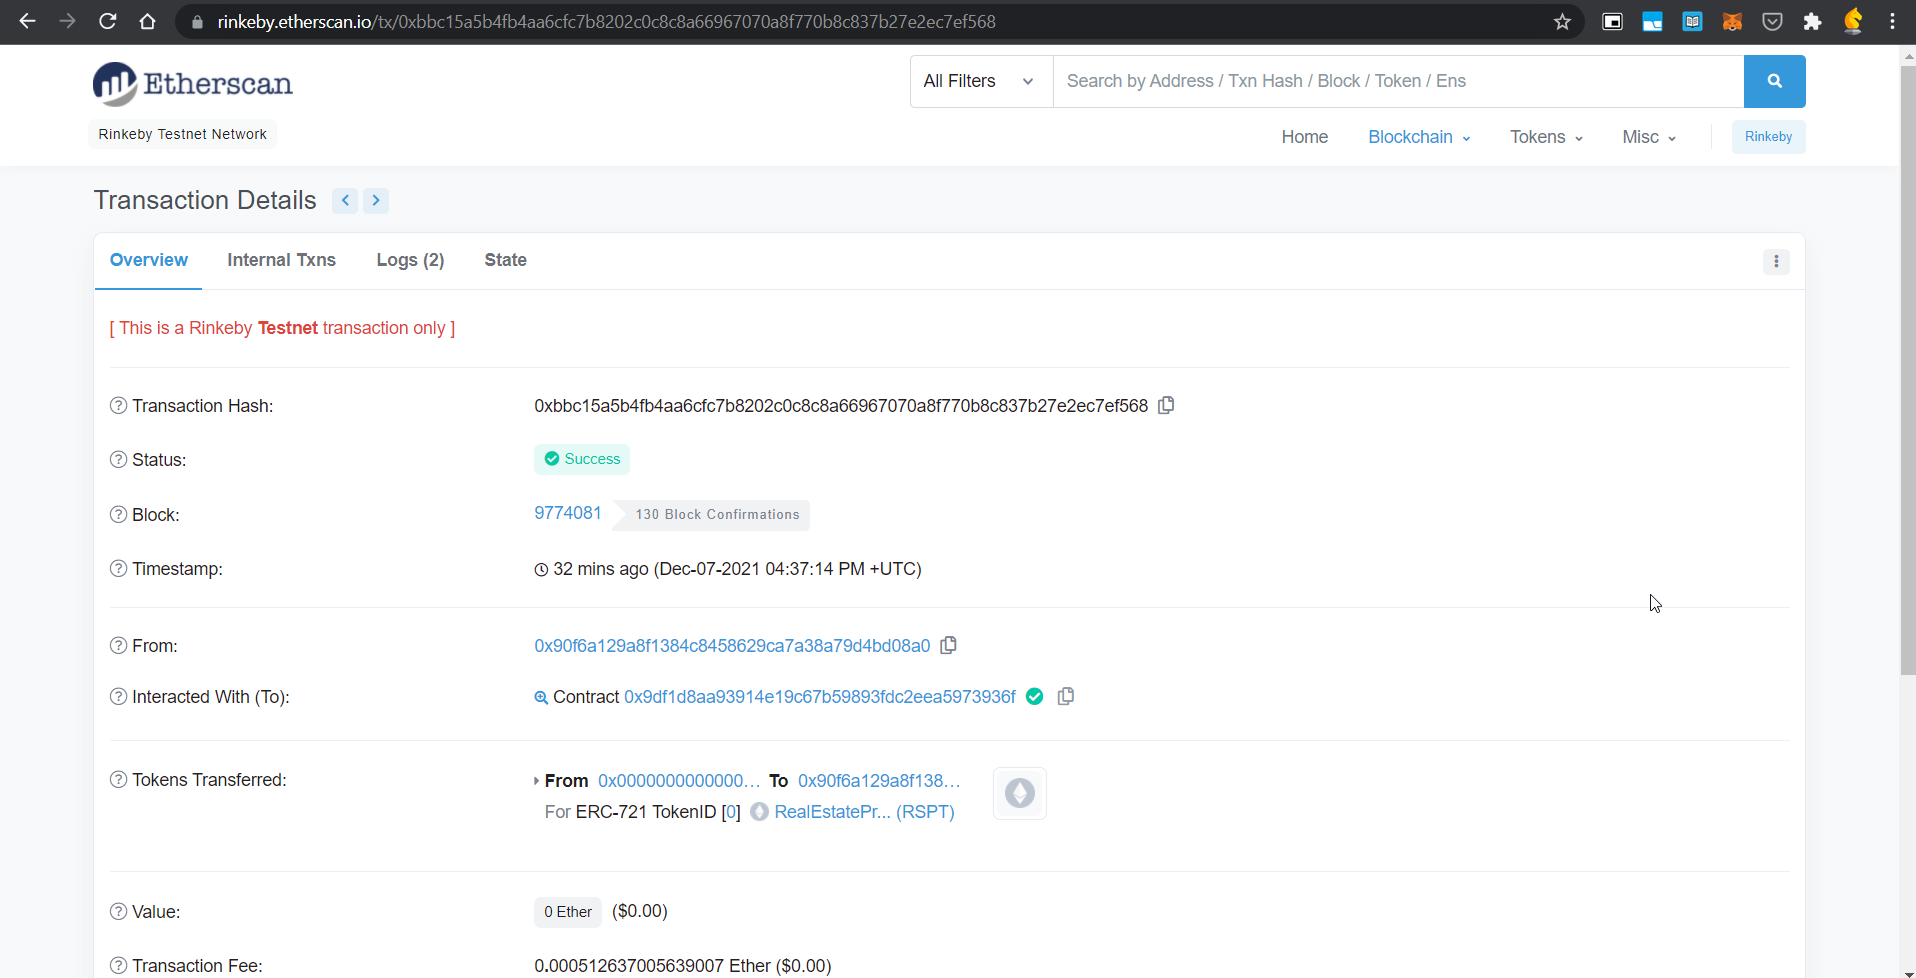 rinkeby.etherscan.io/tx/0xbbc15a5b4fb4aa6cfc7b8202c0c8c8a66967070a8f770b8c837b27e2ec7ef568
Etherscan
All Filters
Search by Address / Txn Hash / Block / Token / Ens
Rinkeby Testnet Network
Home Blockchain Tokens Misc Rinkeby
Transaction Details
Overview Internal Txns Logs (2) State
[ This is a Rinkeby Testnet transaction only ]
Transaction Hash: 0xbbc15a5b4fb4aa6cfc7b8202c0c8c8a66967070a8f770b8c837b27e2ec7ef568
Status: Success
Block: 9774081 130 Block Confirmations
Timestamp: 32 mins ago (Dec-07-2021 04:37:14 PM +UTC)
From: 0x90f6a129a8f1384c8458629ca7a38a79d4bd08a0
Interacted With (To): Contract 0x9df1d8aa93914e19c67b59893fdc2eea5973936f
Tokens Transferred: From 0x0000000000000... To 0x90f6a129a8f138...
For ERC-721 TokenID [0] RealEstatePr... (RSPT)
Value: 0 Ether ($0.00)
Transaction Fee: 0.000512637005639007 Ether ($0.00)